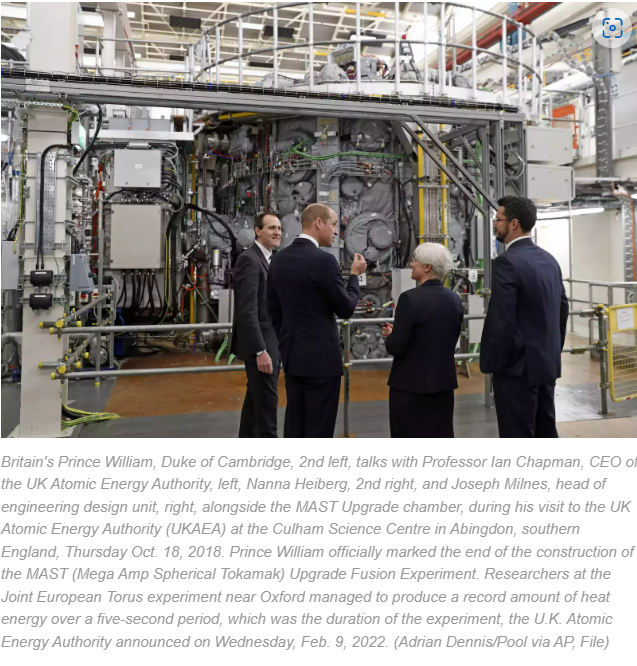 Britain's Prince William, Duke of Cambridge, 2nd left, talks with Professor Ian Chapman, CEO of
the UK Atomic Energy Authority, left, Nanna Heiberg, 2nd right, and Joseph Milnes, head of
engineering design unit, right, alongside the MAST Upgrade chamber, during his visit to the UK
Atomic Energy Authority (UKAEA) at the Culham Science Centre in Abingdon, southern
England, Thursday Oct. 18, 2018. Prince William officially marked the end of the construction of
the MAST (Mega Amp Spherical Tokamak) Upgrade Fusion Experiment. Researchers at the
Joint European Torus experiment near Oxford managed to produce a record amount of heat
energy over a five-second period, which was the duration of the experiment, the U.K. Atomic
Energy Authority announced on Wednesday, Feb. 9, 2022. (Adrian Dennis/Pool via AP, File)